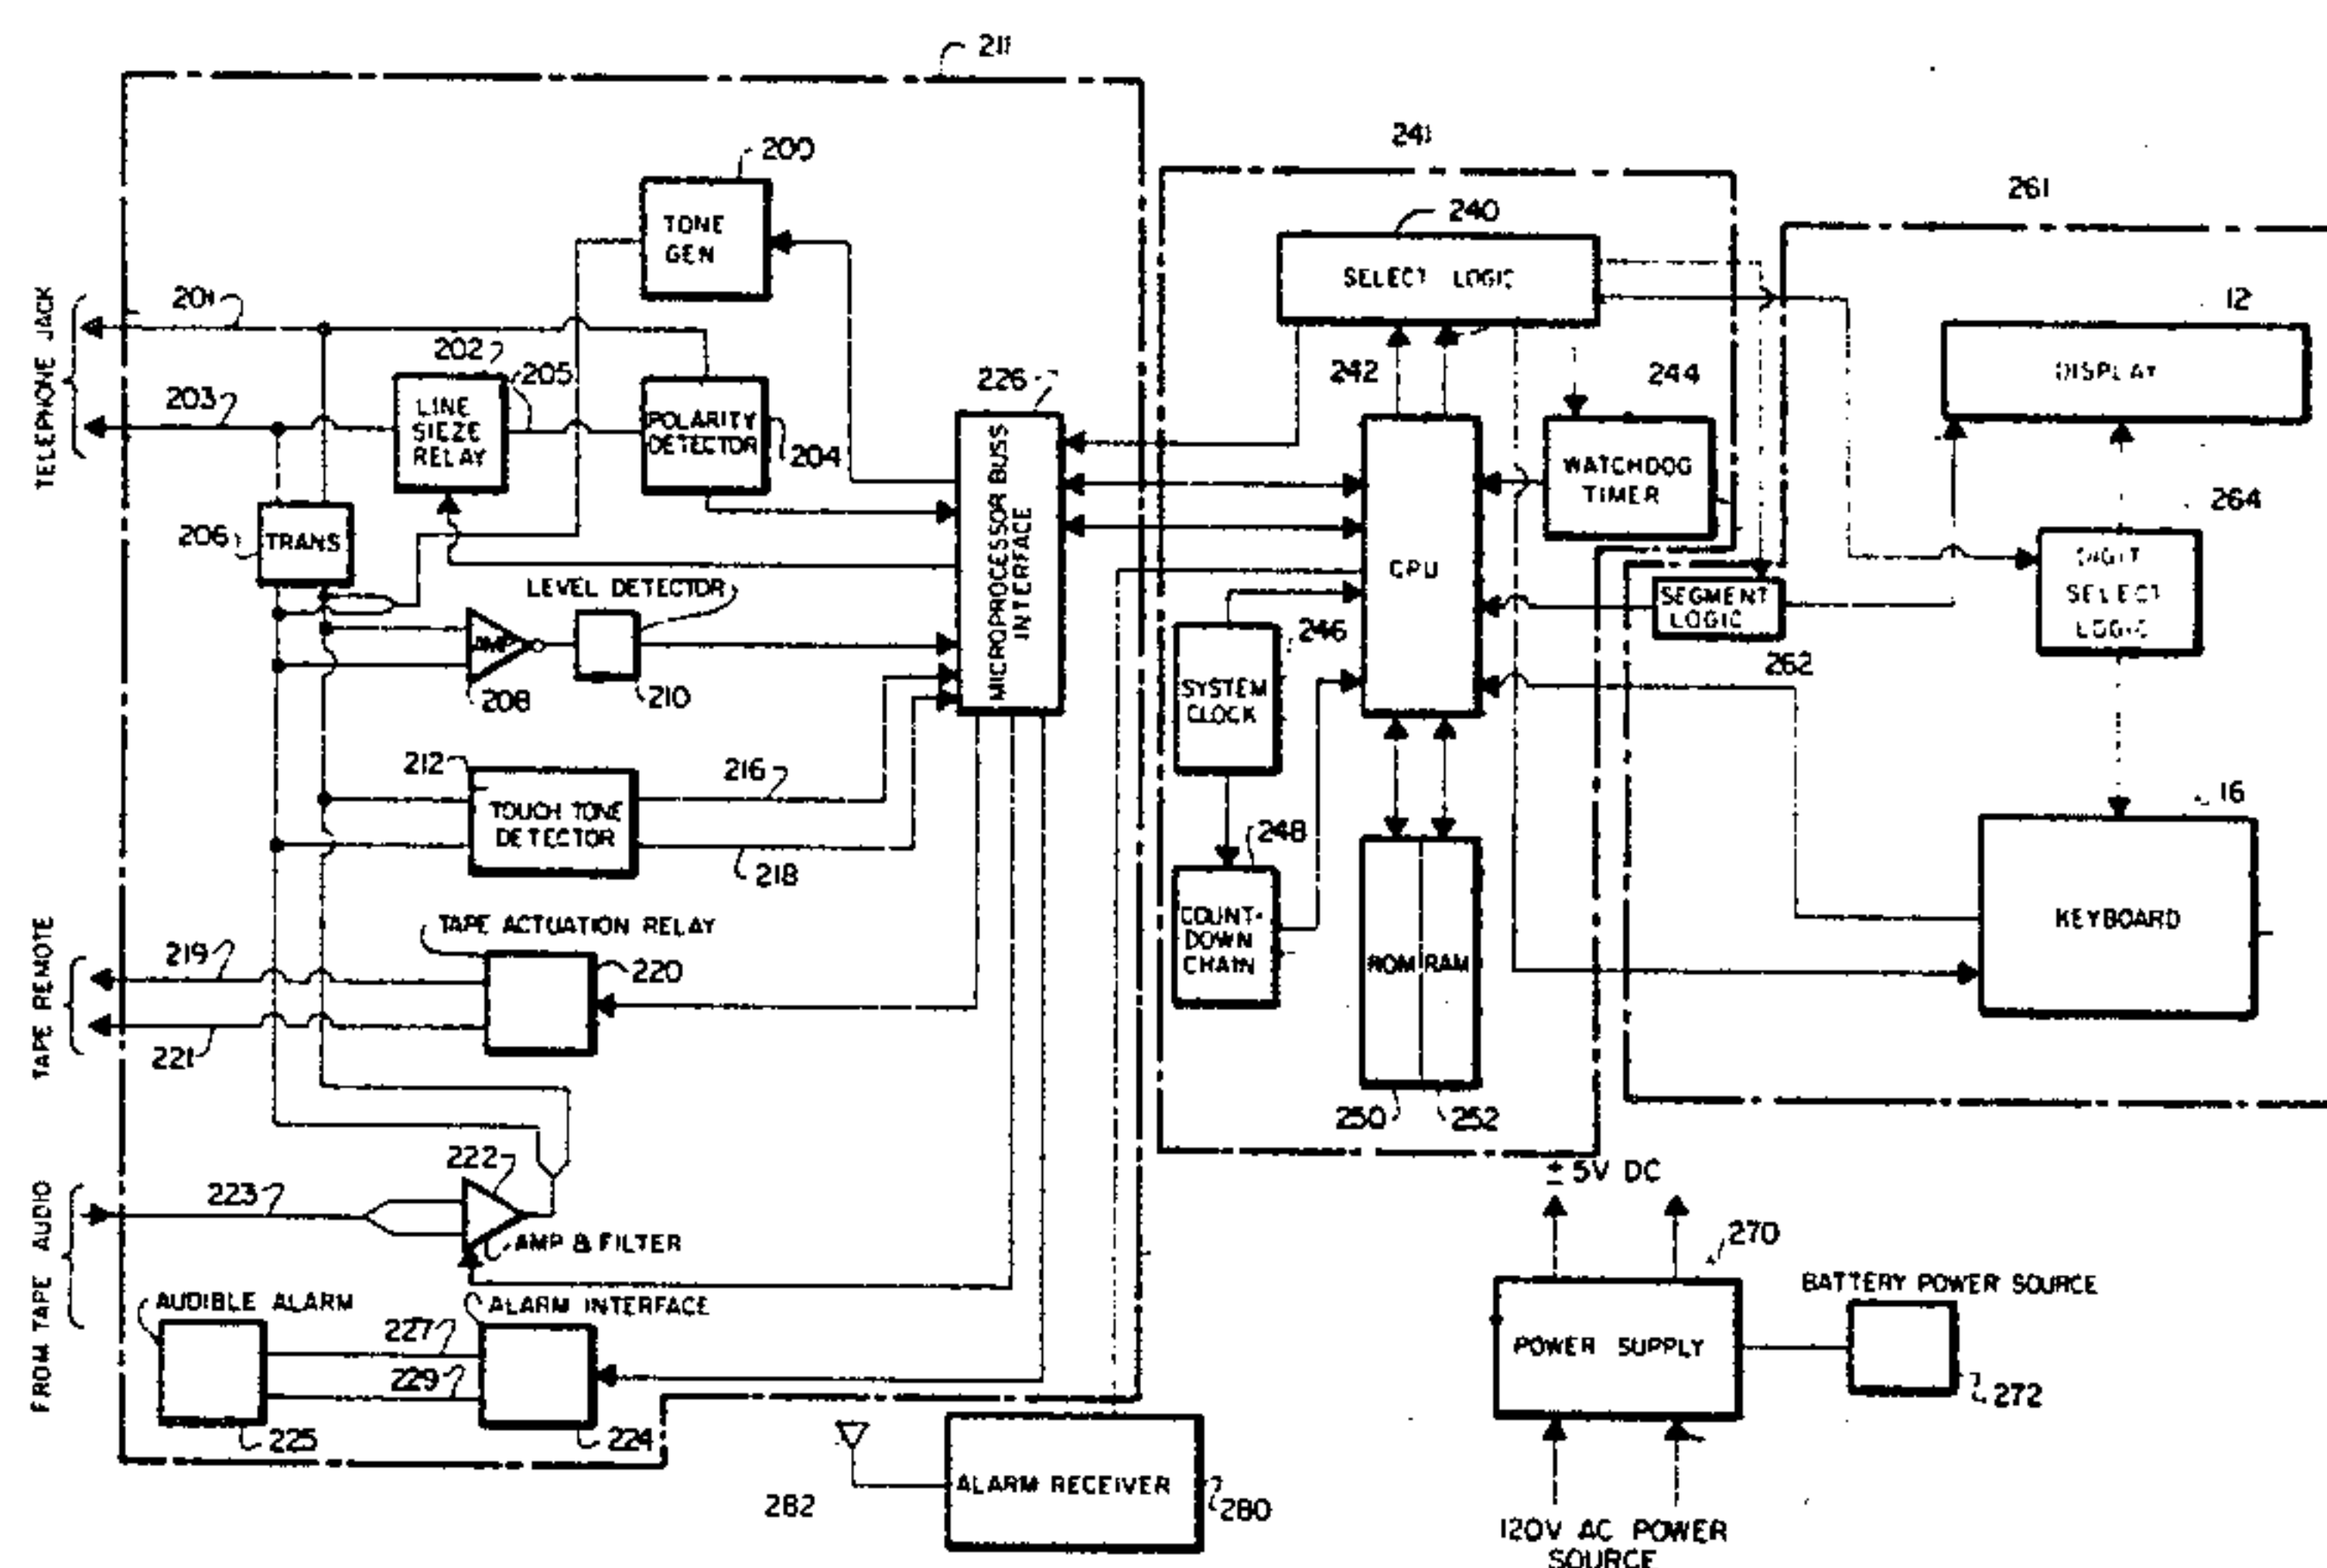 211
241
261
200
TONE
GEN
240
SELECT LOGIC
201
TELEPHONE JACK
203
202
205
LINE
SIEZE
RELAY
POLARITY
DETECTOR
204
226
MICROPROCESSOR BUSS
INTERFACE
242
CPU
244
WATCHDOG
TIMER
12
DISPLAY
264
DIGIT
SELECT
LOGIC
206
TRANS
LEVEL DETECTOR
AMP
208
210
SEGMENT
LOGIC
262
246
SYSTEM
CLOCK
212
TOUCH TONE
DETECTOR
216
218
248
COUNT-
DOWN
CHAIN
ROM
RAM
250
252
16
KEYBOARD
TAPE REMOTE
219
221
TAPE ACTUATION RELAY
220
FROM TAPE AUDIO
223
222
AMP & FILTER
AUDIBLE ALARM
225
227
229
ALARM INTERFACE
224
282
ALARM RECEIVER
280
± 5V DC
270
POWER SUPPLY
BATTERY POWER SOURCE
272
120V AC POWER
SOURCE